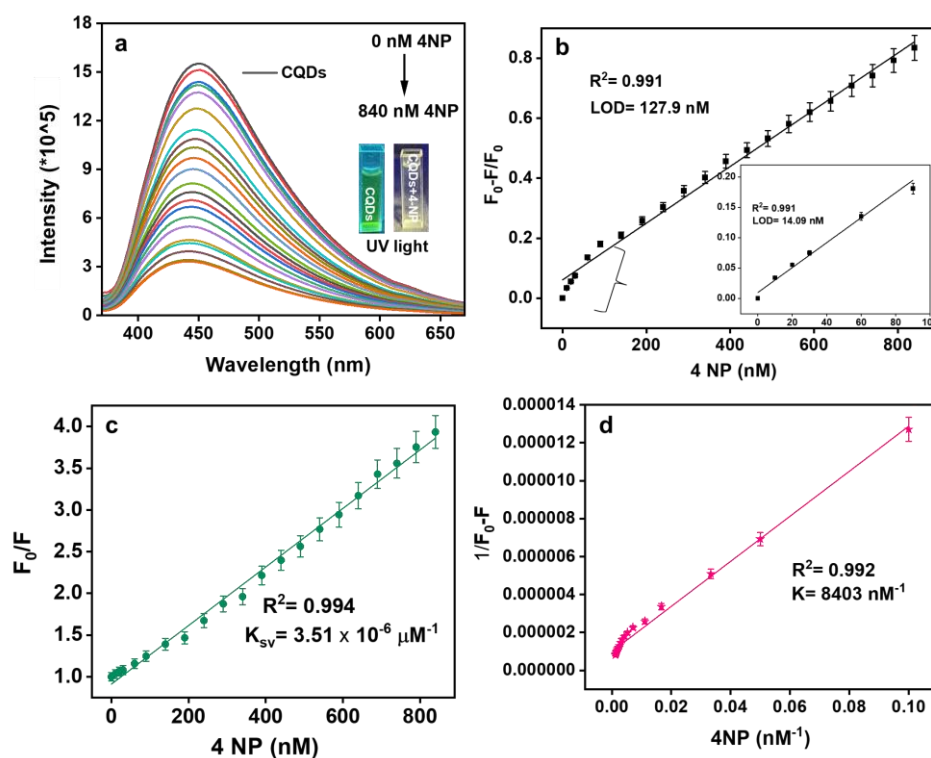 a
CQDs
0 nM 4NP
840 nM 4NP
CQDs
CQDs+4-NP
UV light
Intensity (*10^5)
18
15
12
9
6
3
0
400 450 500 550 600 650
Wavelength (nm)
b
R²= 0.991
LOD= 127.9 nM
F₀-F/F₀
0.8
0.6
0.4
0.2
0.0
0 200 400 600 800
4 NP (nM)
R²= 0.991
LOD= 14.09 nM
0.20
0.15
0.10
0.05
0.00
0 20 40 60 80 100
c
F₀/F
4.0
3.5
3.0
2.5
2.0
1.5
1.0
R²= 0.994
Ksv = 3.51 x 10⁻⁶ µM⁻¹
0 200 400 600 800
4 NP (nM)
d
1/F₀-F
0.000014
0.000012
0.000010
0.000008
0.000006
0.000004
0.000002
0.000000
R²= 0.992
K= 8403 nM⁻¹
0.00 0.02 0.04 0.06 0.08 0.10
4NP (nM⁻¹)